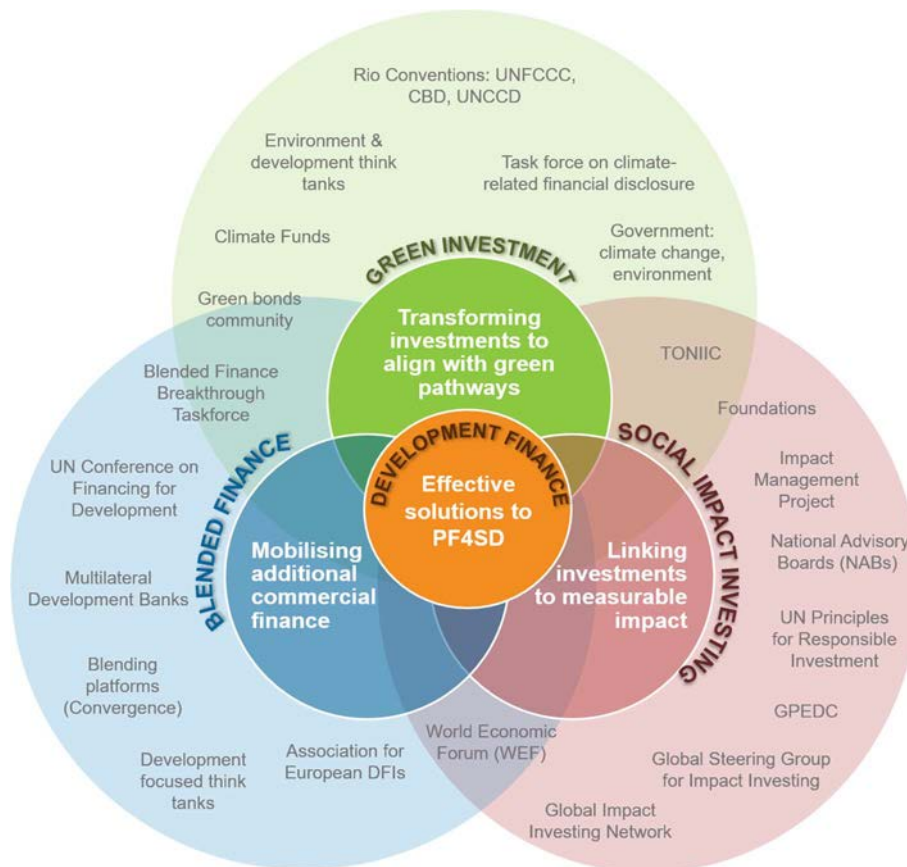 Rio Conventions: UNFCCC,
CBD, UNCCD
Environment &
development think
tanks
Task force on climate-
related financial disclosure
Climate Funds
Government:
climate change,
environment
GREEN INVESTMENT
Green bonds
community
Transforming
investments to
align with green
pathways
TONIIC
Blended Finance
Breakthrough
Taskforce
Foundations
DEVELOPMENT FINANCE
Effective
solutions to
PF4SD
BLENDED FINANCE
SOCIAL IMPACT INVESTING
UN Conference on
Financing for
Development
Impact
Management
Project
Mobilising
additional
commercial
finance
Linking
investments
to measurable
impact
National Advisory
Boards (NABs)
Multilateral
Development Banks
UN Principles
for Responsible
Investment
Blending
platforms
(Convergence)
GPEDC
World Economic
Forum (WEF)
Association for
European DFIs
Development
focused think
tanks
Global Steering Group
for Impact Investing
Global Impact
Investing Network